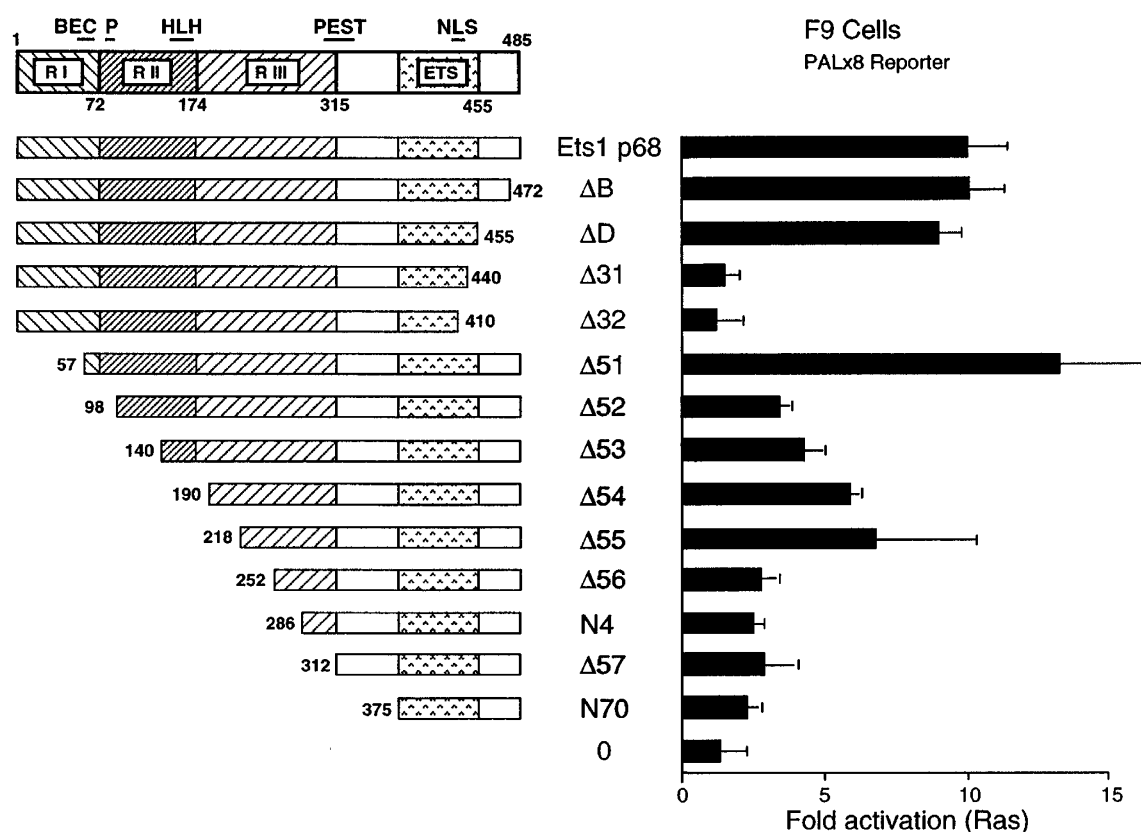 BEC P HLH PEST NLS
1 485
R I R II R III ETS
72 174 315 455
F9 Cells
PALx8 Reporter
Ets1 p68
472 ΔB
455 ΔD
440 Δ31
410 Δ32
57 Δ51
98 Δ52
140 Δ53
190 Δ54
218 Δ55
252 Δ56
286 N4
312 Δ57
375 N70
0
0 5 10 15
Fold activation (Ras)